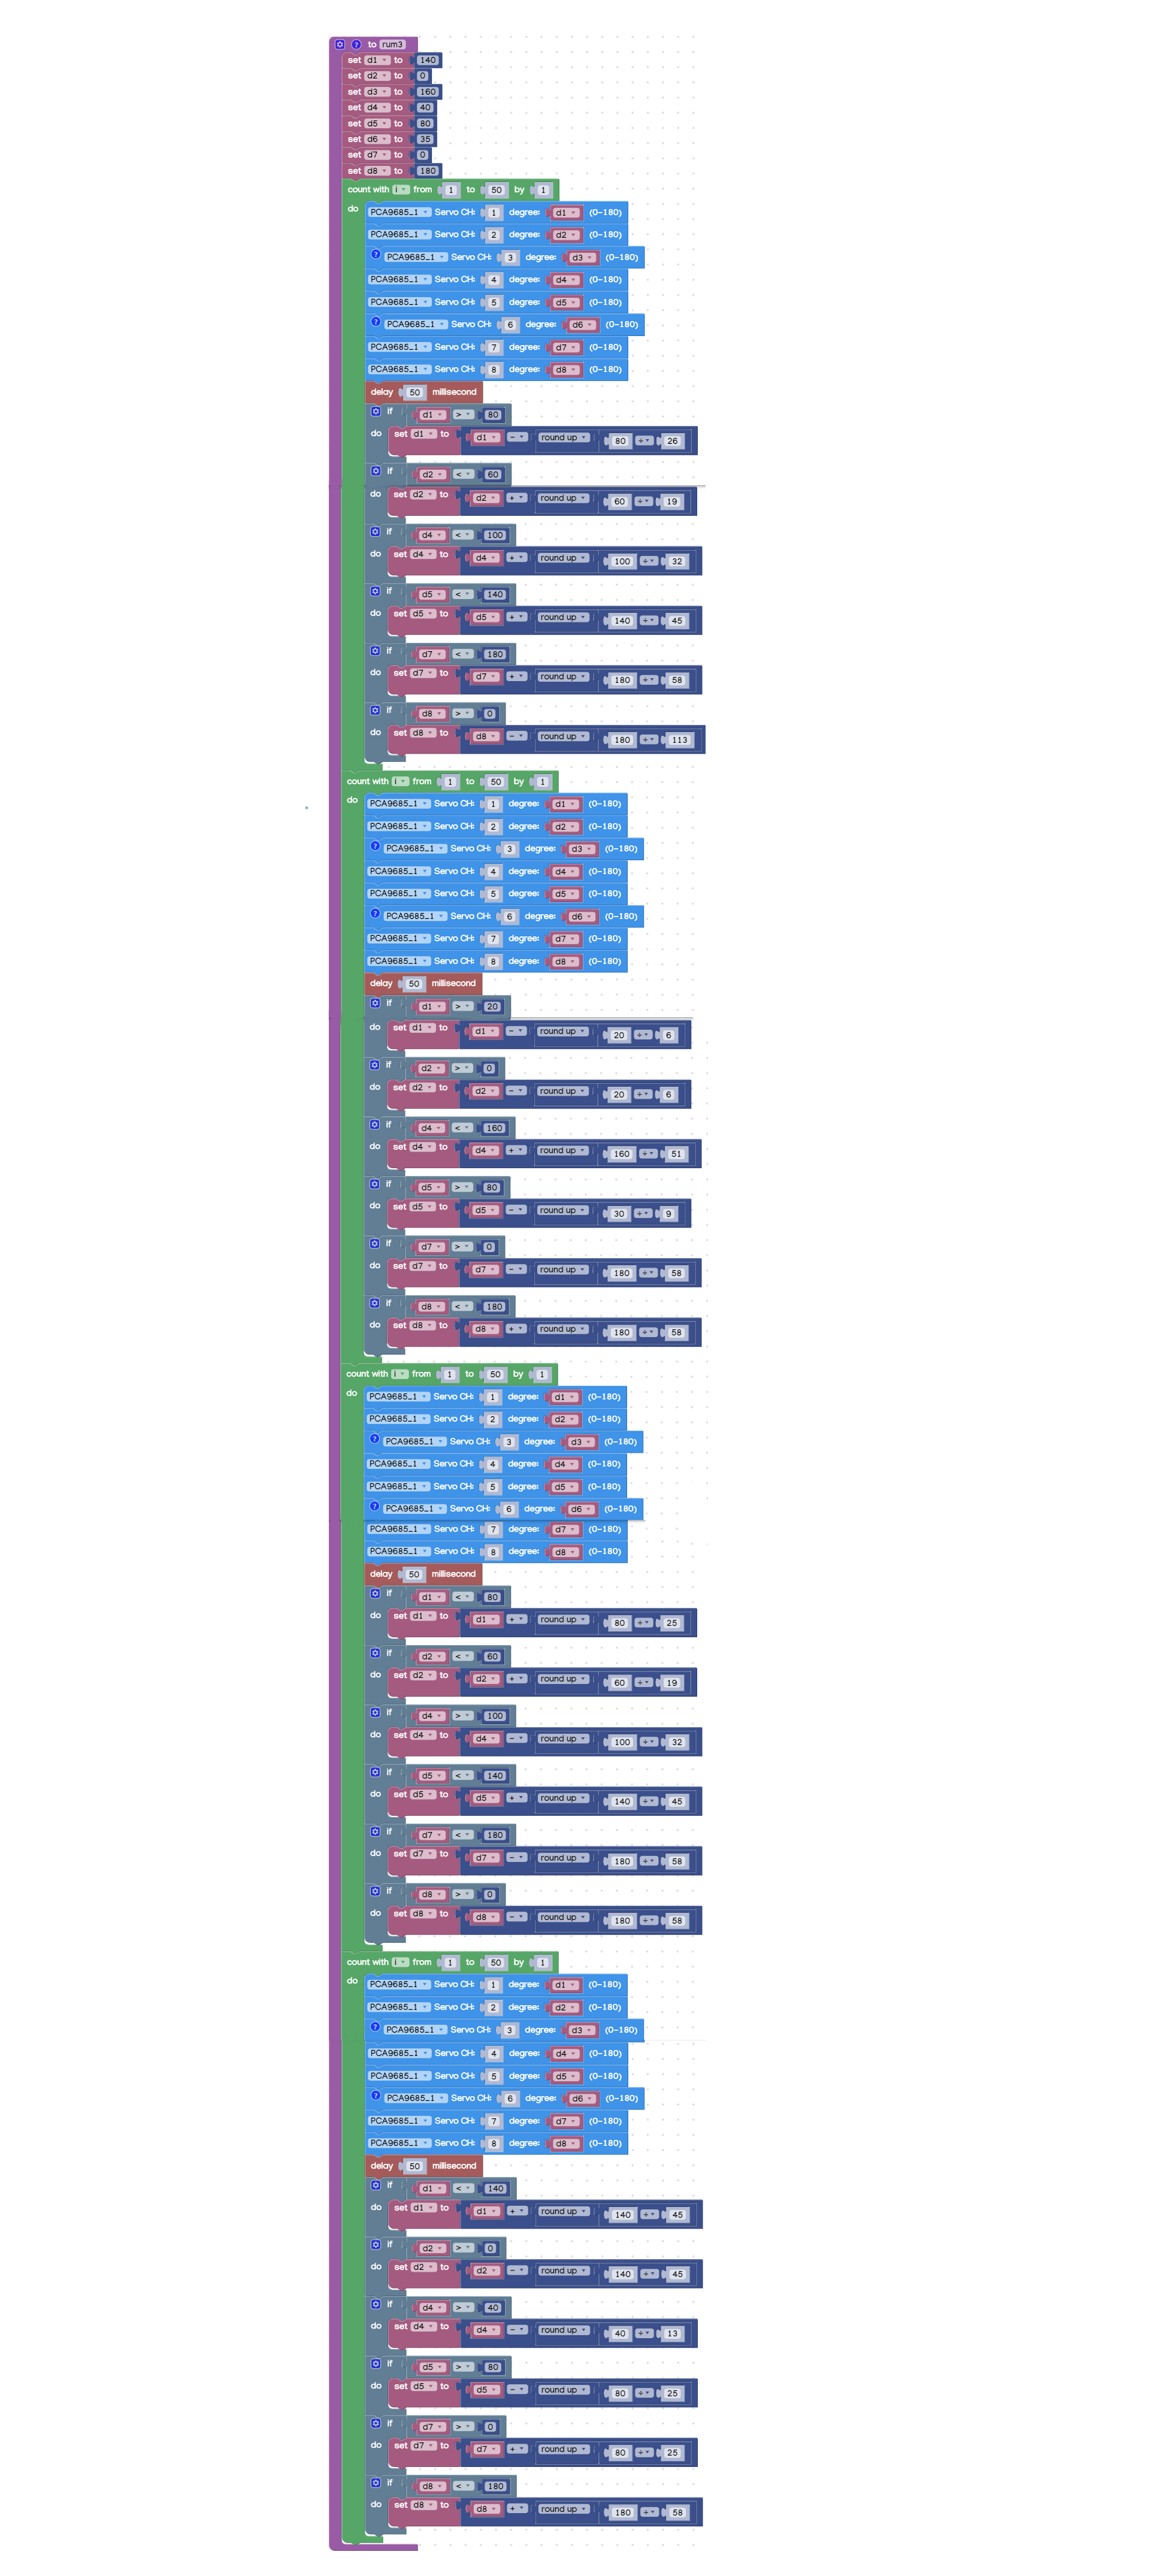 to rum3
set d1 to 140
set d2 to 0
set d3 to 160
set d4 to 40
set d5 to 80
set d6 to 35
set d7 to 0
set d8 to 180
count with i from 1 to 50 by 1
do PCA9685_1 Servo CH: 1 degree: d1 (0-180)
PCA9685_1 Servo CH: 2 degree: d2 (0-180)
? PCA9685_1 Servo CH: 3 degree: d3 (0-180)
PCA9685_1 Servo CH: 4 degree: d4 (0-180)
PCA9685_1 Servo CH: 5 degree: d5 (0-180)
? PCA9685_1 Servo CH: 6 degree: d6 (0-180)
PCA9685_1 Servo CH: 7 degree: d7 (0-180)
PCA9685_1 Servo CH: 8 degree: d8 (0-180)
delay 50 millisecond
if d1 > 80
do set d1 to d1 - round up 80 ÷ 26
if d2 < 60
do set d2 to d2 + round up 60 ÷ 19
if d4 < 100
do set d4 to d4 + round up 100 ÷ 32
if d5 < 140
do set d5 to d5 + round up 140 ÷ 45
if d7 < 180
do set d7 to d7 + round up 180 ÷ 58
if d8 > 0
do set d8 to d8 - round up 180 ÷ 113
count with i from 1 to 50 by 1
do PCA9685_1 Servo CH: 1 degree: d1 (0-180)
PCA9685_1 Servo CH: 2 degree: d2 (0-180)
? PCA9685_1 Servo CH: 3 degree: d3 (0-180)
PCA9685_1 Servo CH: 4 degree: d4 (0-180)
PCA9685_1 Servo CH: 5 degree: d5 (0-180)
? PCA9685_1 Servo CH: 6 degree: d6 (0-180)
PCA9685_1 Servo CH: 7 degree: d7 (0-180)
PCA9685_1 Servo CH: 8 degree: d8 (0-180)
delay 50 millisecond
if d1 > 20
do set d1 to d1 - round up 20 ÷ 6
if d2 > 0
do set d2 to d2 - round up 20 ÷ 6
if d4 < 160
do set d4 to d4 + round up 160 ÷ 51
if d5 > 80
do set d5 to d5 - round up 30 ÷ 9
if d7 > 0
do set d7 to d7 - round up 180 ÷ 58
if d8 < 180
do set d8 to d8 + round up 180 ÷ 58
count with i from 1 to 50 by 1
do PCA9685_1 Servo CH: 1 degree: d1 (0-180)
PCA9685_1 Servo CH: 2 degree: d2 (0-180)
? PCA9685_1 Servo CH: 3 degree: d3 (0-180)
PCA9685_1 Servo CH: 4 degree: d4 (0-180)
PCA9685_1 Servo CH: 5 degree: d5 (0-180)
? PCA9685_1 Servo CH: 6 degree: d6 (0-180)
PCA9685_1 Servo CH: 7 degree: d7 (0-180)
PCA9685_1 Servo CH: 8 degree: d8 (0-180)
delay 50 millisecond
if d1 < 80
do set d1 to d1 + round up 80 ÷ 25
if d2 < 60
do set d2 to d2 + round up 60 ÷ 19
if d4 > 100
do set d4 to d4 - round up 100 ÷ 32
if d5 < 140
do set d5 to d5 + round up 140 ÷ 45
if d7 < 180
do set d7 to d7 - round up 180 ÷ 58
if d8 > 0
do set d8 to d8 - round up 180 ÷ 58
count with i from 1 to 50 by 1
do PCA9685_1 Servo CH: 1 degree: d1 (0-180)
PCA9685_1 Servo CH: 2 degree: d2 (0-180)
? PCA9685_1 Servo CH: 3 degree: d3 (0-180)
PCA9685_1 Servo CH: 4 degree: d4 (0-180)
PCA9685_1 Servo CH: 5 degree: d5 (0-180)
? PCA9685_1 Servo CH: 6 degree: d6 (0-180)
PCA9685_1 Servo CH: 7 degree: d7 (0-180)
PCA9685_1 Servo CH: 8 degree: d8 (0-180)
delay 50 millisecond
if d1 < 140
do set d1 to d1 + round up 140 ÷ 45
if d2 > 0
do set d2 to d2 - round up 140 ÷ 45
if d4 > 40
do set d4 to d4 - round up 40 ÷ 13
if d5 > 80
do set d5 to d5 - round up 80 ÷ 25
if d7 > 0
do set d7 to d7 + round up 80 ÷ 25
if d8 < 180
do set d8 to d8 + round up 180 ÷ 58